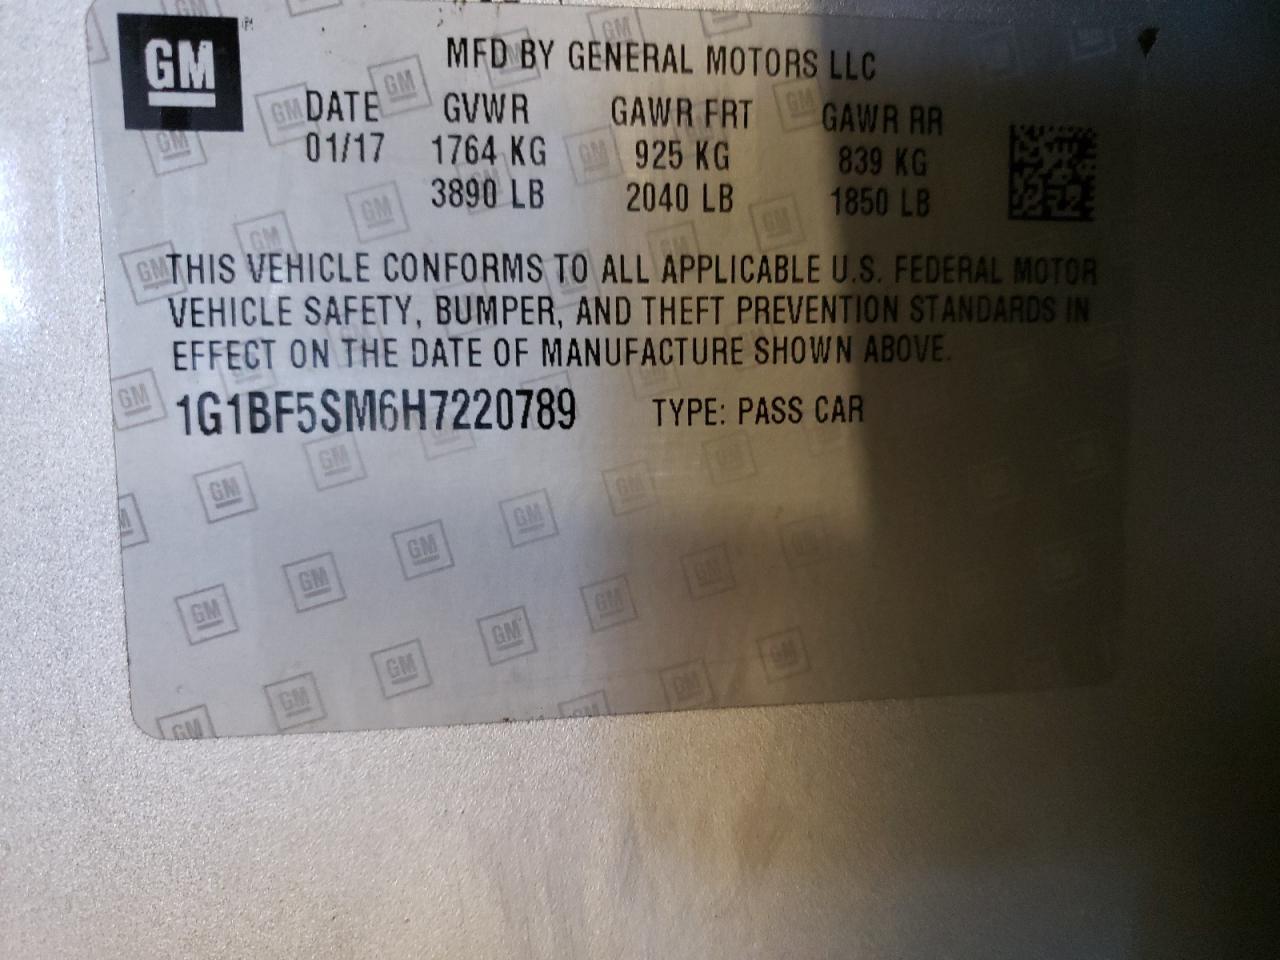 GM
MFD BY GENERAL MOTORS LLC
DATE GVWR GAWR FRT GAWR RR
01/17 1764 KG 925 KG 839 KG
3890 LB 2040 LB 1850 LB
THIS VEHICLE CONFORMS TO ALL APPLICABLE U.S. FEDERAL MOTOR
VEHICLE SAFETY, BUMPER, AND THEFT PREVENTION STANDARDS IN
EFFECT ON THE DATE OF MANUFACTURE SHOWN ABOVE.
1G1BF5SM6H7220789 TYPE: PASS CAR